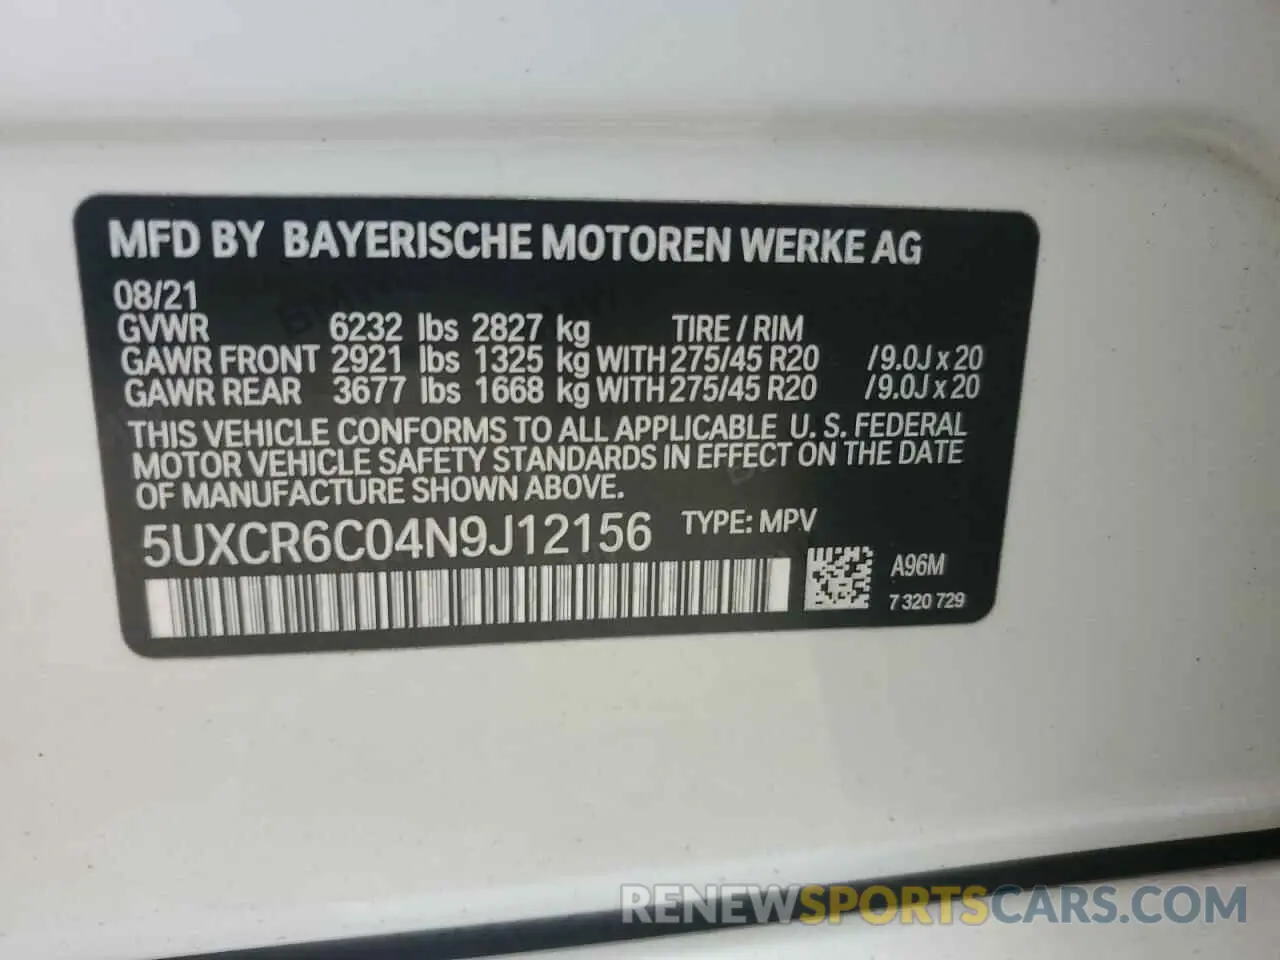 MFD BY BAYERISCHE MOTOREN WERKE AG
08/21
GVWR 6232 lbs 2827 kg TIRE / RIM
GAWR FRONT 2921 lbs 1325 kg WITH 275/45 R20 /9.0J x 20
GAWR REAR 3677 lbs 1668 kg WITH 275/45 R20 /9.0J x 20
THIS VEHICLE CONFORMS TO ALL APPLICABLE U. S. FEDERAL
MOTOR VEHICLE SAFETY STANDARDS IN EFFECT ON THE DATE
OF MANUFACTURE SHOWN ABOVE.
5UXCR6C04N9J12156 TYPE: MPV
A96M
7 320 729
RENEWSPORTSCARS.COM